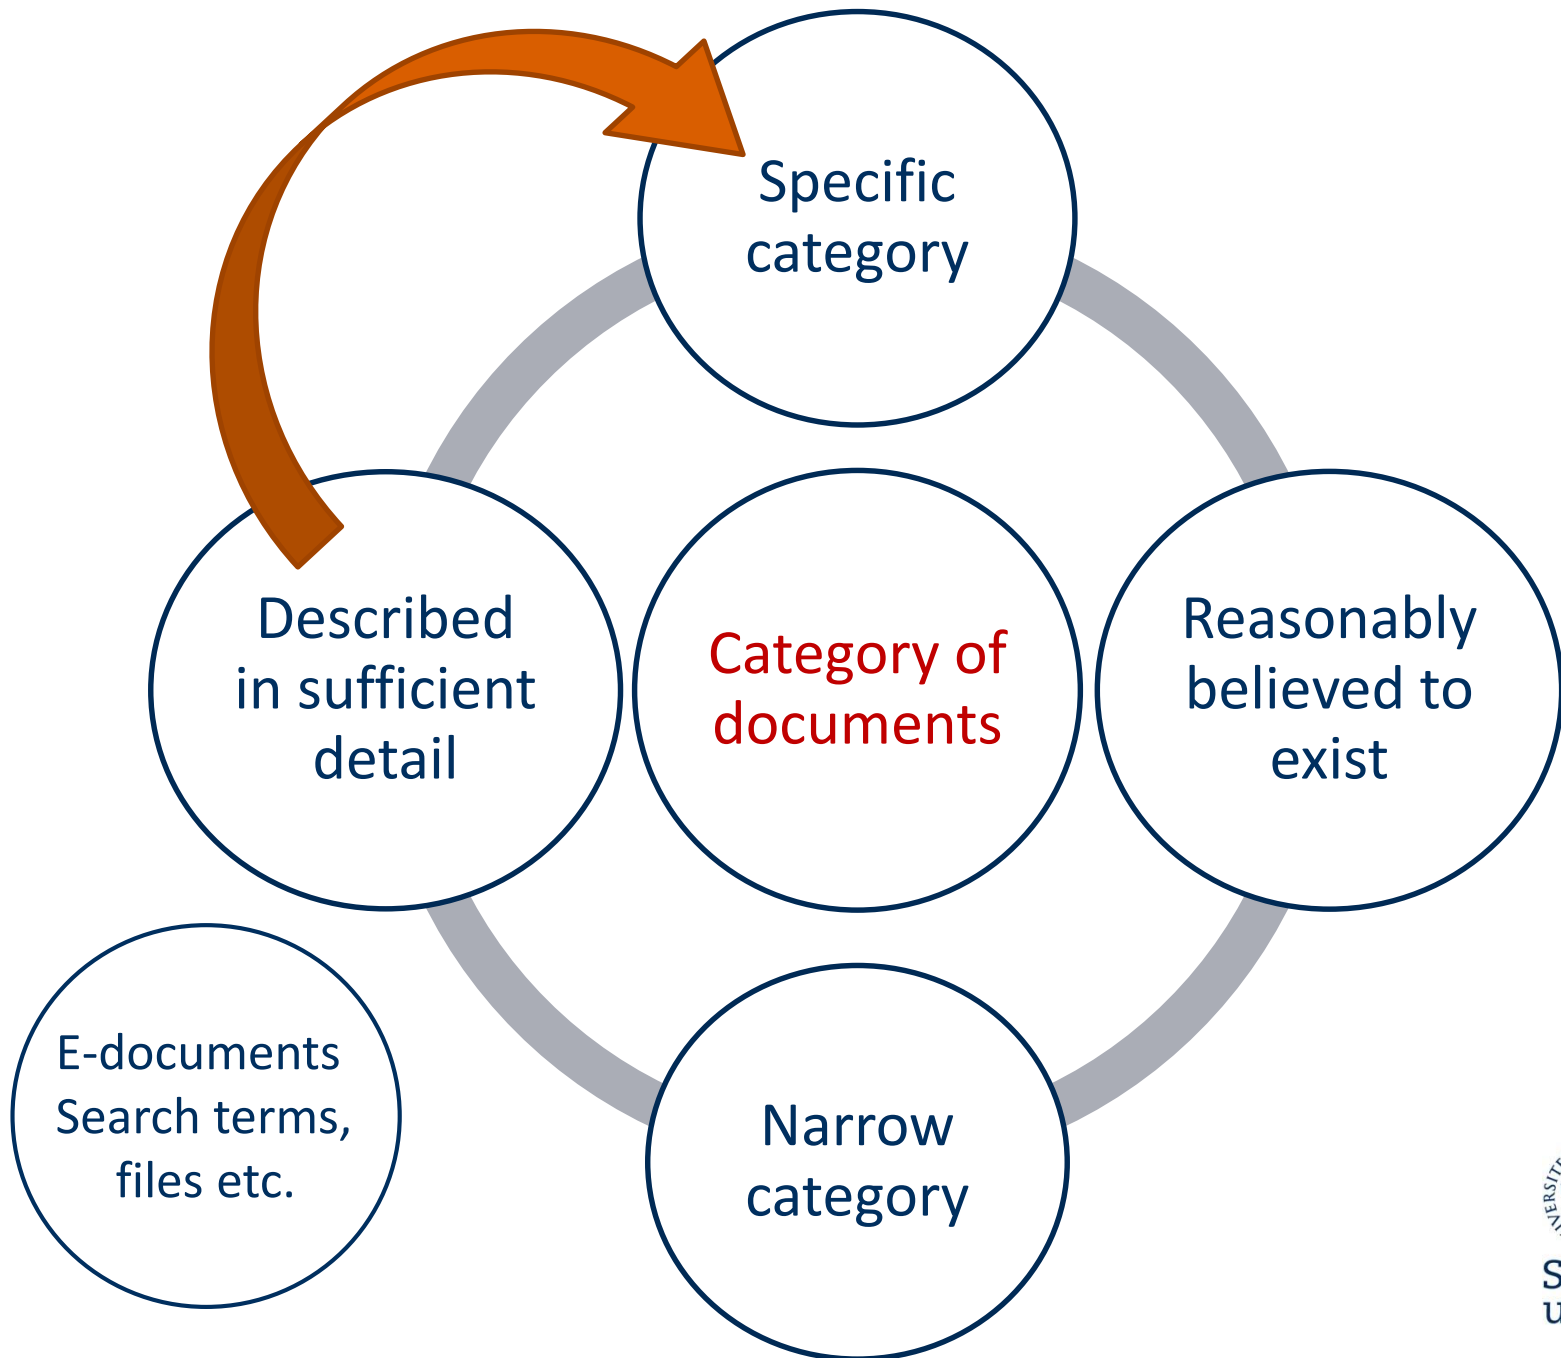 Specific
category
Described
in sufficient
detail
Category of
documents
Reasonably
believed to
exist
E-documents
Search terms,
files etc.
Narrow
category